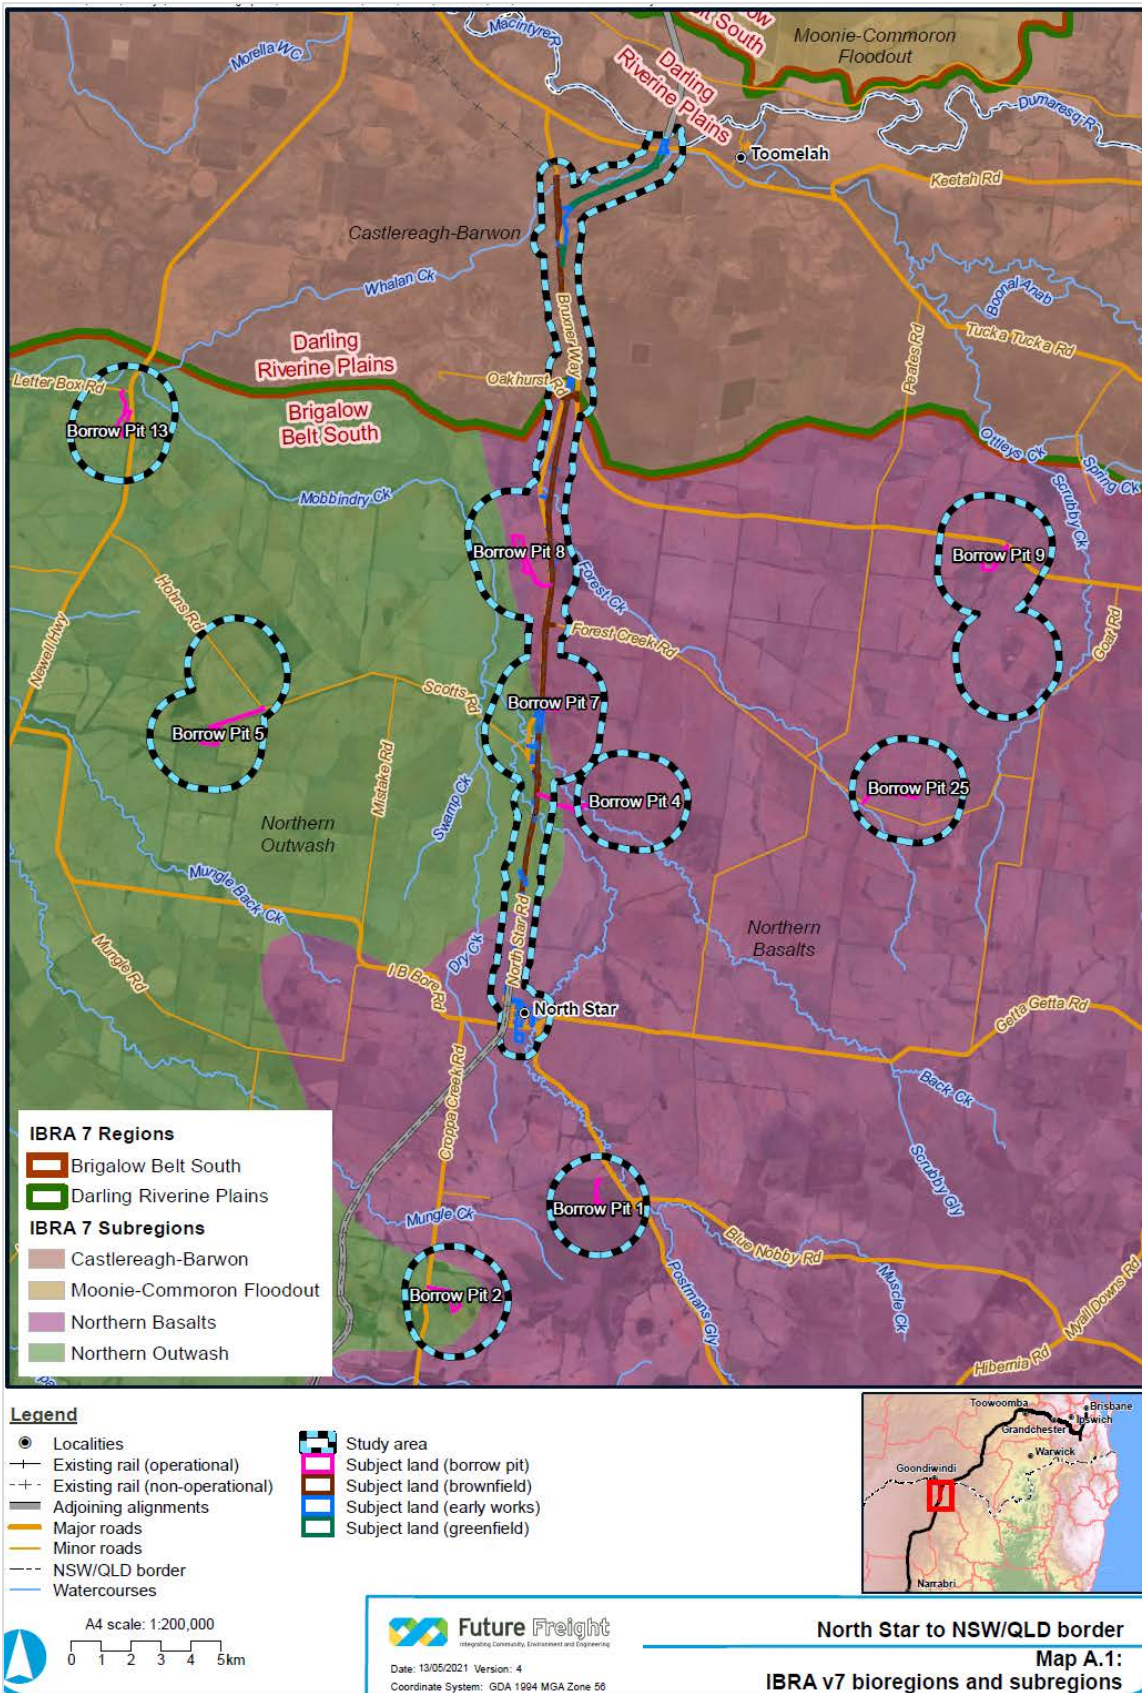 Morella WC
Macintyre R
Belt South
Moonie-Commoron
Floodout
Darling
Riverine Plains
Dumaresq R
Toomelah
Keetah Rd
Castlereagh-Barwon
Whalan Ck
Boonal Anab
Bruxner Way
Tucka Tucka Rd
Peates Rd
Darling
Riverine Plains
Letter Box Rd
Oakhurst Rd
Brigalow
Belt South
Borrow Pit 13
Ottleys Ck
Spring Ck
Scrubby Ck
Mobbindry Ck
Borrow Pit 8
Borrow Pit 9
Forest Ck
Hohns Rd
Newell Hwy
Forest Creek Rd
Goat Rd
Scotts Rd
Borrow Pit 7
Borrow Pit 5
Mistake Rd
Swamp Ck
Borrow Pit 4
Borrow Pit 25
Northern
Outwash
Mungle Back Ck
Mungle Rd
Dry Ck
North Star Rd
I B Bore Rd
Northern
Basalts
North Star
Getta Getta Rd
Croppa Creek Rd
Back Ck
Scrubby Gly
Borrow Pit 1
Mungle Ck
Blue Nobby Rd
Postmans Gly
Muscle Ck
Borrow Pit 2
Myall Downs Rd
Hibernia Rd
IBRA 7 Regions
Brigalow Belt South
Darling Riverine Plains
IBRA 7 Subregions
Castlereagh-Barwon
Moonie-Commoron Floodout
Northern Basalts
Northern Outwash
Legend
Localities
Existing rail (operational)
Existing rail (non-operational)
Adjoining alignments
Major roads
Minor roads
NSW/QLD border
Watercourses
Study area
Subject land (borrow pit)
Subject land (brownfield)
Subject land (early works)
Subject land (greenfield)
Toowoomba
Brisbane
Ipswich
Grandchester
Warwick
Goondiwindi
Narrabri
A4 scale: 1:200,000
0 1 2 3 4 5km
Future Freight
Integrating Community, Environment and Engineering
Date: 13/05/2021 Version: 4
Coordinate System: GDA 1994 MGA Zone 56
North Star to NSW/QLD border
Map A.1:
IBRA v7 bioregions and subregions